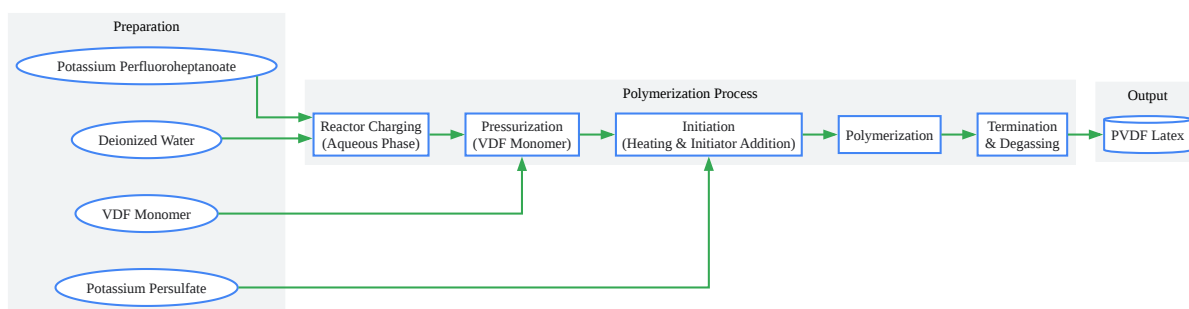 Preparation
Potassium Perfluoroheptanoate
Deionized Water
VDF Monomer
Potassium Persulfate
Polymerization Process
Reactor Charging
(Aqueous Phase)
Pressurization
(VDF Monomer)
Initiation
(Heating & Initiator Addition)
Polymerization
Termination
& Degassing
Output
PVDF Latex